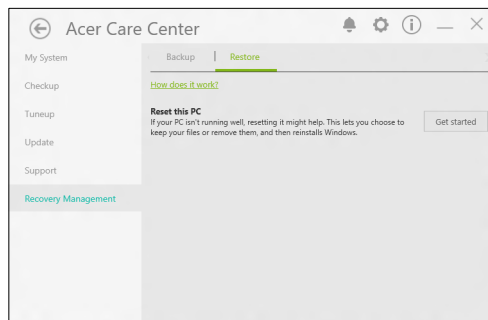 Acer Care Center
My System
Checkup
Tuneup
Update
Support
Recovery Management
Backup
Restore
How does it work?
Reset this PC
If your PC isn't running well, resetting it might help. This lets you choose to
keep your files or remove them, and then reinstalls Windows.
Get started